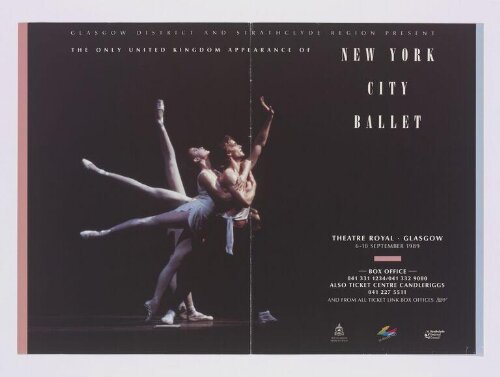 GLASGOW DISTRICT AND STRATHCLYDE REGION PRESENT
THE ONLY UNITED KINGDOM APPEARANCE OF
NEW YORK
CITY
BALLET
THEATRE ROYAL · GLASGOW
6–10 SEPTEMBER 1989
— BOX OFFICE —
041 331 1234/041 332 9000
ALSO TICKET CENTRE CANDLERIGGS
041 227 5511
AND FROM ALL TICKET LINK BOX OFFICES